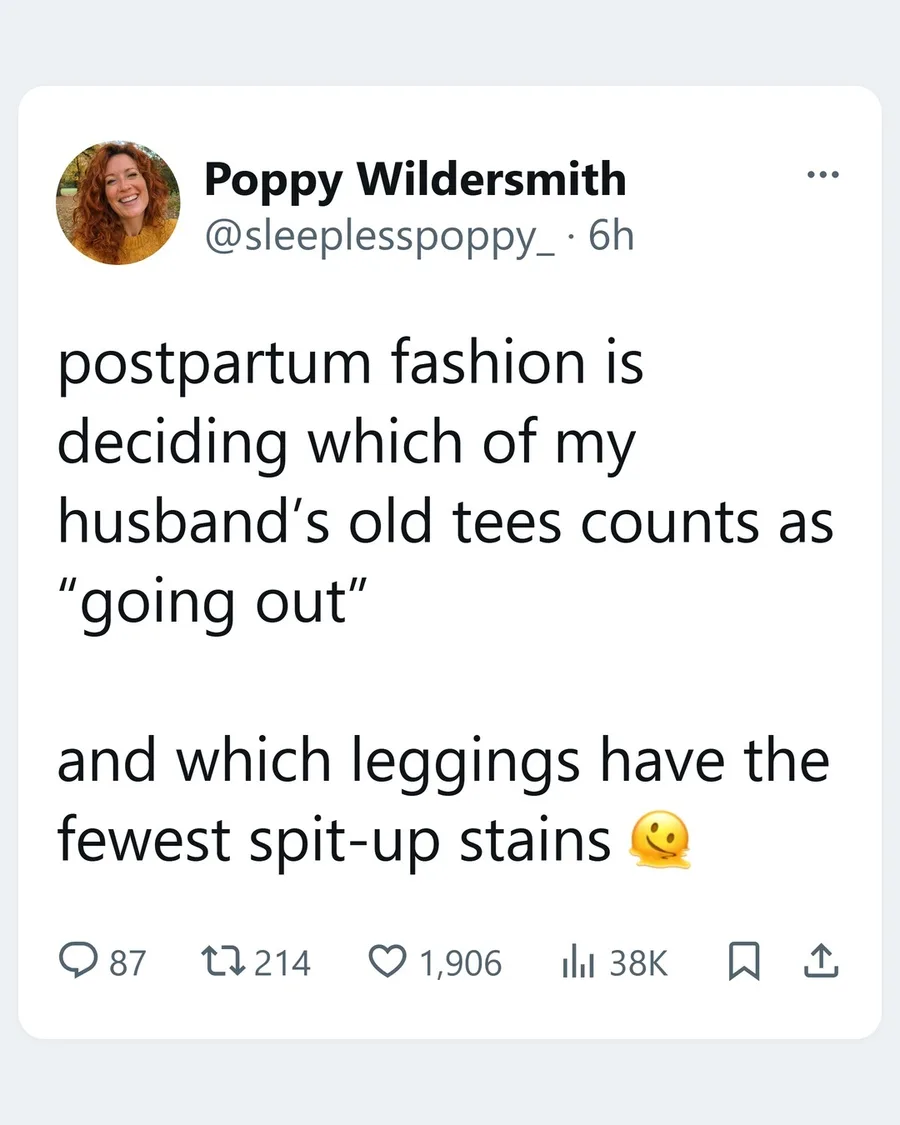 Poppy Wildersmith
@sleeplesspoppy_ · 6h
postpartum fashion is
deciding which of my
husband’s old tees counts as
“going out”
and which leggings have the
fewest spit-up stains 🫠
87 214 1,906 38K